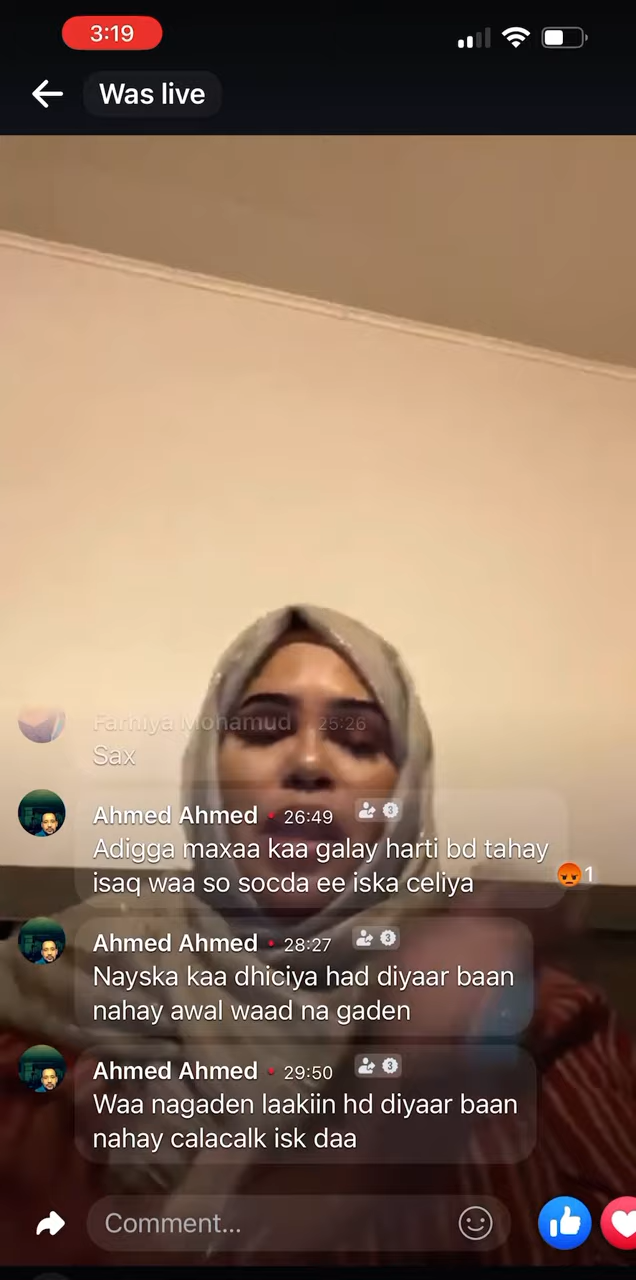 3:19
Was live
Farhiya Mohamud 25:26
Sax
Ahmed Ahmed • 26:49 3
Adigga maxaa kaa galay harti bd tahay
isaq waa so socda ee iska celiya
1
Ahmed Ahmed • 28:27 3
Nayska kaa dhiciya had diyaar baan
nahay awal waad na gaden
Ahmed Ahmed • 29:50 3
Waa nagaden laakiin hd diyaar baan
nahay calacalk isk daa
Comment...